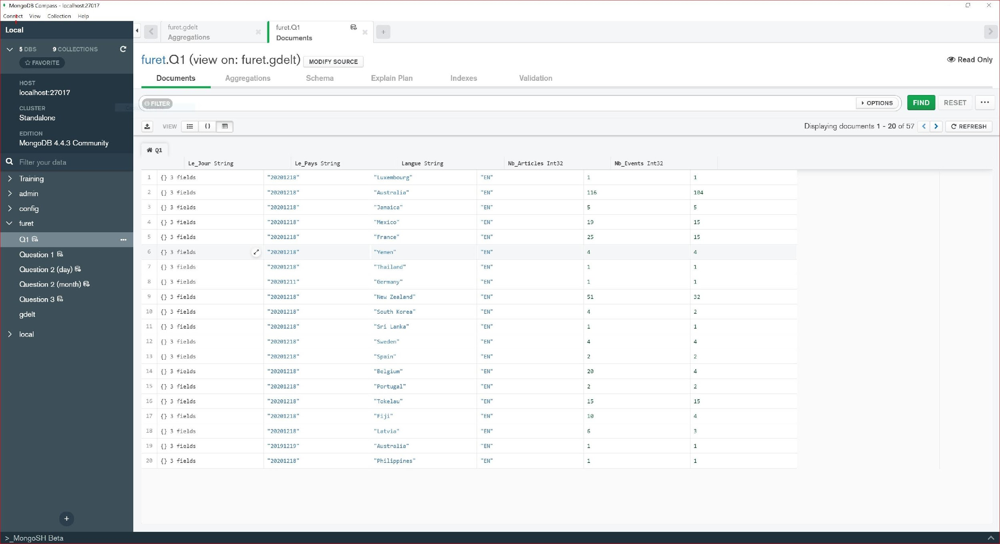 MongoDB Compass - localhost:27017
Connect View Collection Help
Local
5 DBS 9 COLLECTIONS
FAVORITE
HOST
localhost:27017
CLUSTER
Standalone
EDITION
MongoDB 4.4.3 Community
Filter your data
Training
admin
config
furet
Q1
Question 1
Question 2 (day)
Question 2 (month)
Question 3
gdelt
local
furet.gdelt
Aggregations
furet.Q1
Documents
furet.Q1 (view on: furet.gdelt) MODIFY SOURCE
Read Only
Documents Aggregations Schema Explain Plan Indexes Validation
FILTER OPTIONS FIND RESET
VIEW Displaying documents 1 - 20 of 57 REFRESH
Q1
Le_Jour String Le_Pays String Langue String Nb_Articles Int32 Nb_Events Int32
1 {} 3 fields "20201218" "Luxembourg" "EN" 1 1
2 {} 3 fields "20201218" "Australia" "EN" 116 104
3 {} 3 fields "20201218" "Jamaica" "EN" 5 5
4 {} 3 fields "20201218" "Mexico" "EN" 19 15
5 {} 3 fields "20201218" "France" "EN" 25 15
6 {} 3 fields "20201218" "Yemen" "EN" 4 4
7 {} 3 fields "20201218" "Thailand" "EN" 1 1
8 {} 3 fields "20201211" "Germany" "EN" 1 1
9 {} 3 fields "20201218" "New Zealand" "EN" 51 32
10 {} 3 fields "20201218" "South Korea" "EN" 4 2
11 {} 3 fields "20201218" "Sri Lanka" "EN" 1 1
12 {} 3 fields "20201218" "Sweden" "EN" 4 4
13 {} 3 fields "20201218" "Spain" "EN" 2 2
14 {} 3 fields "20201218" "Belgium" "EN" 20 4
15 {} 3 fields "20201218" "Portugal" "EN" 2 2
16 {} 3 fields "20201218" "Tokelau" "EN" 15 15
17 {} 3 fields "20201218" "Fiji" "EN" 10 4
18 {} 3 fields "20201218" "Latvia" "EN" 6 3
19 {} 3 fields "20191219" "Australia" "EN" 1 1
20 {} 3 fields "20201218" "Philippines" "EN" 1 1
>_MongoSH Beta